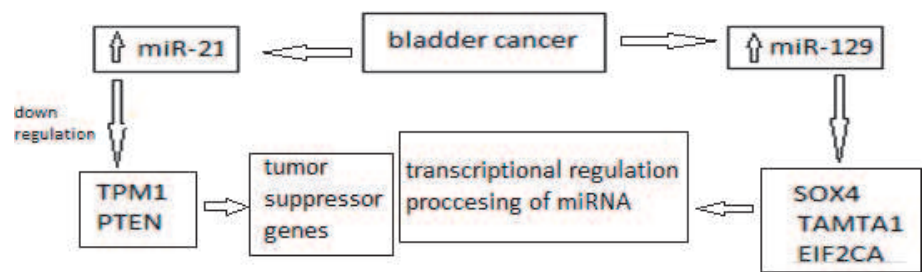 bladder cancer
miR-21
miR-129
down
regulation
TPM1
PTEN
tumor
suppressor
genes
transcriptional regulation
proccesing of miRNA
SOX4
TAMTA1
EIF2CA